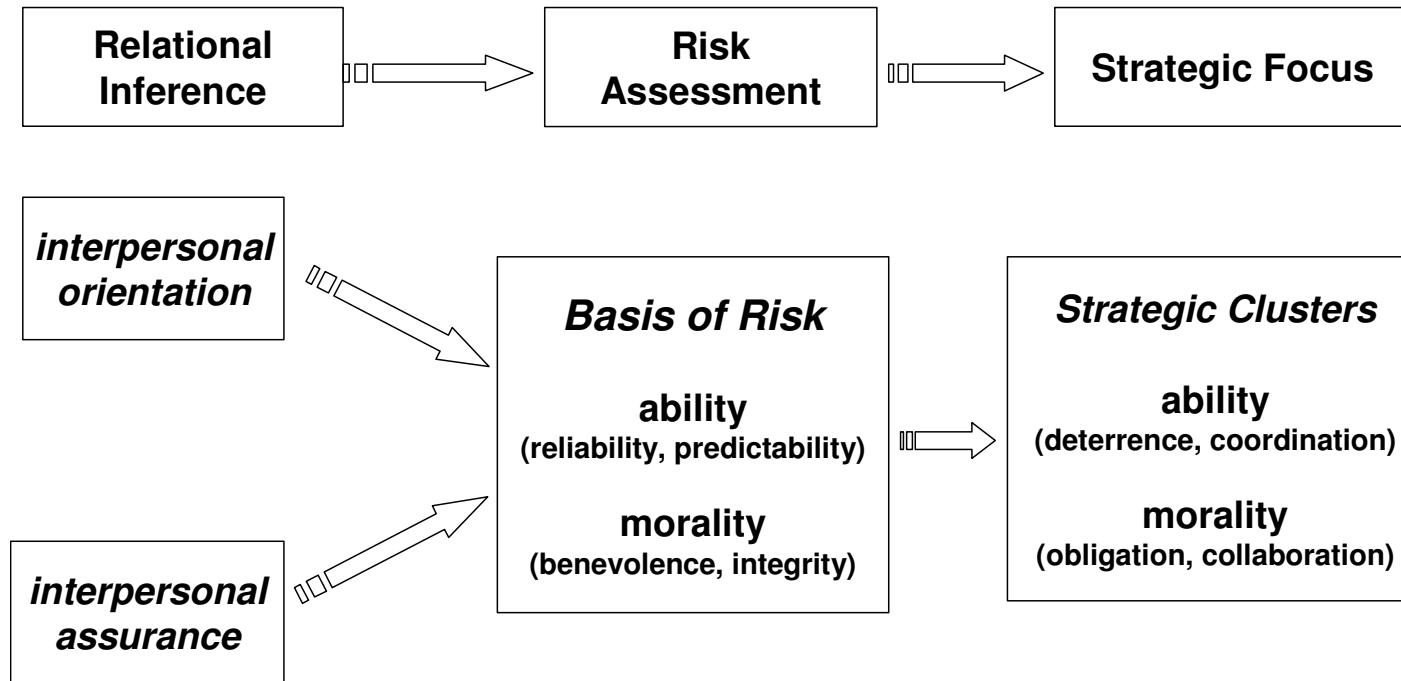 Relational
Inference
Risk
Assessment
Strategic Focus
interpersonal
orientation
interpersonal
assurance
Basis of Risk
ability
(reliability, predictability)
morality
(benevolence, integrity)
Strategic Clusters
ability
(deterrence, coordination)
morality
(obligation, collaboration)